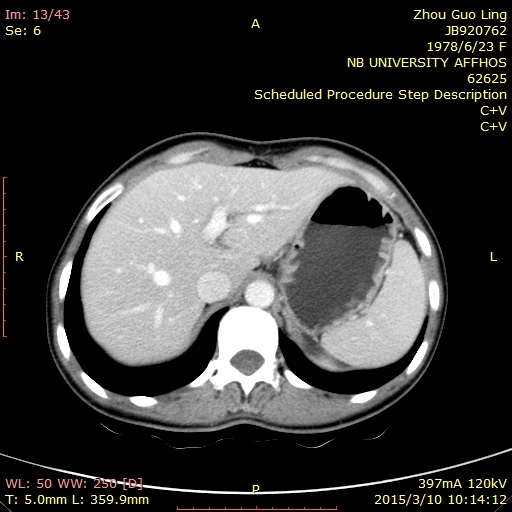 Im: 13/43
Se: 6
A
Zhou Guo Ling
JB920762
1978/6/23 F
NB UNIVERSITY AFFHOS
62625
Scheduled Procedure Step Description
C+V
C+V
R
L
WL: 50 WW: 250 [D]
T: 5.0mm L: 359.9mm
P
397mA 120kV
2015/3/10 10:14:12